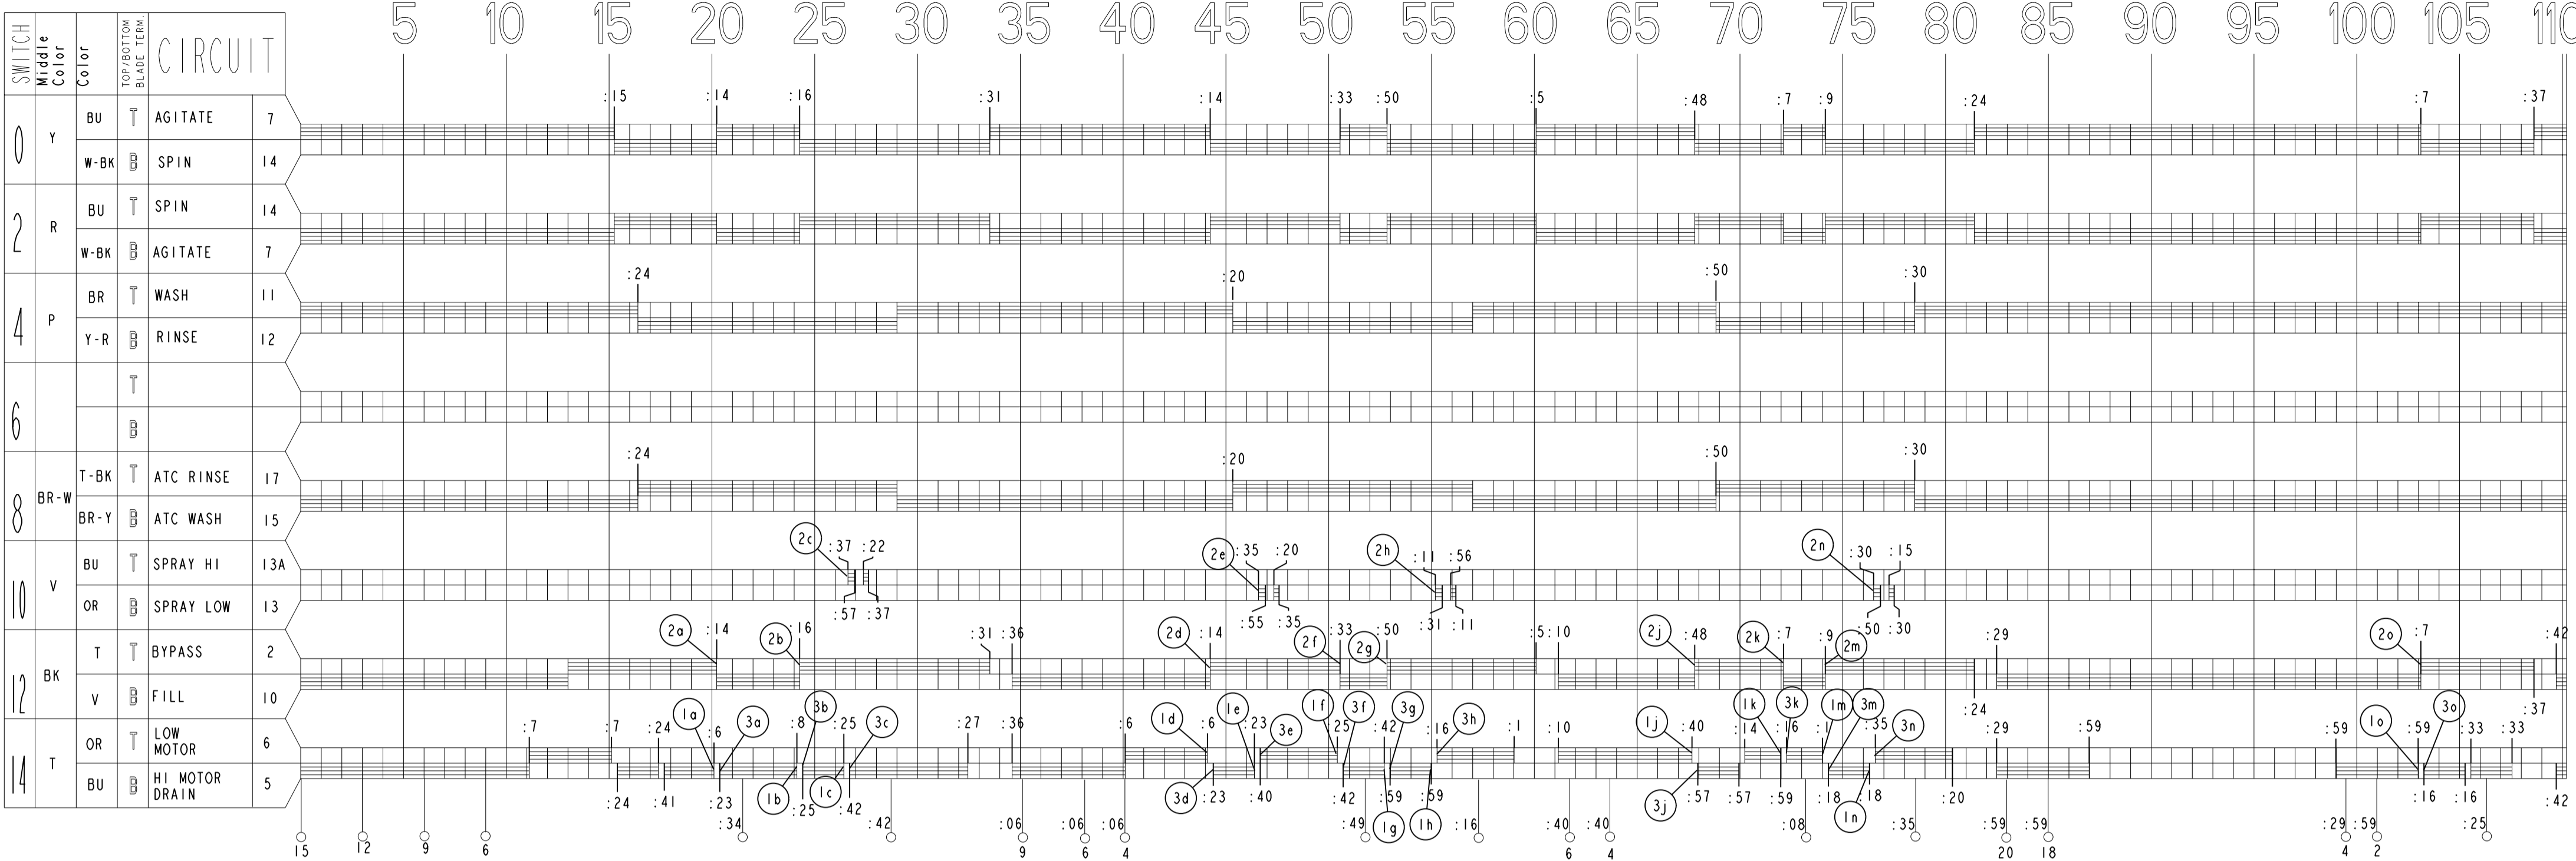 5 10 15 20 25 30 35 40 45 50 55 60 65 70 75 80 85 90 95 100 105 110
SWITCH Middle Color Color TOP/BOTTOM BLADE TERM. CIRCUIT
:15 :14 :16 :31 :14 :33 :50 :5 :48 :7 :9 :24 :7 :37
0 Y BU T AGITATE 7
W-BK B SPIN 14
2 R BU T SPIN 14
W-BK B AGITATE 7
:24 :20 :50 :30
4 P BR T WASH 11
Y-R B RINSE 12
6 T
B
:24 :20 :50 :30
8 BR-W T-BK T ATC RINSE 17
BR-Y B ATC WASH 15
2c :37 :22 2e :35 :20 2h :11 :56 2n :30 :15
10 V BU T SPRAY HI 13A
OR B SPRAY LOW 13
:57 :37 :55 :35 :31 :11 :50 :30
2a :14 2b :16 :31 :36 2d :14 2f :33 2g :50 :5 :10 2j :48 2k :7 :9 2m :29 2o :7 :42
12 BK T T BYPASS 2
V B FILL 10
:24 :37
1a 3a 3b 3c 1d 1e 3e 1f 3f 3g 3h 1j 1k 3k 1m 3m 3n 1o 3o
:7 :7 :24 :6 :8 :25 :27 :36 :6 :6 :23 :25 :42 :16 :1 :10 :40 :14 :16 :1 :35 :29 :59 :59 :59 :33 :33
14 T OR T LOW MOTOR 6
BU B HI MOTOR DRAIN 5
:24 :41 :23 1b :25 1c :42 3d :23 :40 :42 :59 1g :59 1h 3j :57 :57 :59 :18 1n :18 :20 :16 :16 :42
:34 :42 :06 :06 :06 :49 :16 :40 :40 :08 :35 :59 :59 :29 :59 :25
15 12 9 6 9 6 4 6 4 20 18 4 2